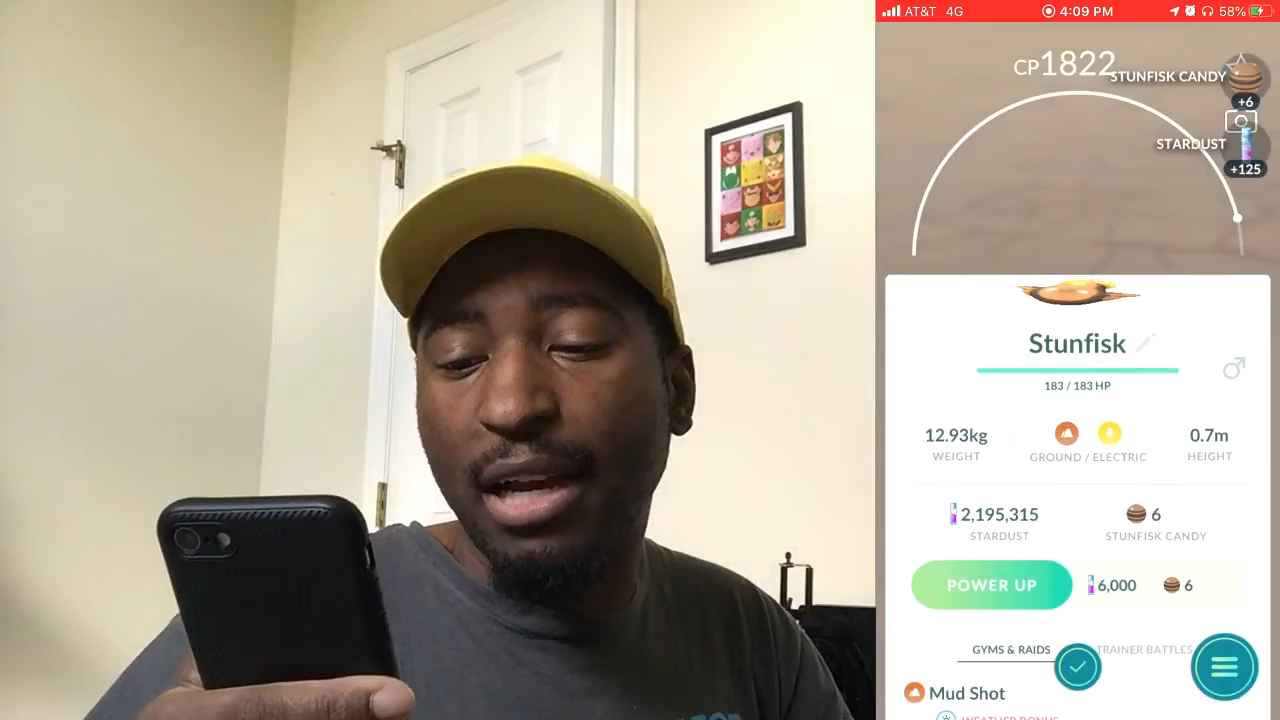 AT&T 4G 4:09 PM 58%
CP1822
STUNFISK CANDY
+6
STARDUST
+125
Stunfisk
183 / 183 HP
12.93kg 0.7m
WEIGHT GROUND / ELECTRIC HEIGHT
2,195,315 6
STARDUST STUNFISK CANDY
POWER UP 6,000 6
GYMS & RAIDS TRAINER BATTLES
Mud Shot
WEATHER BONUS